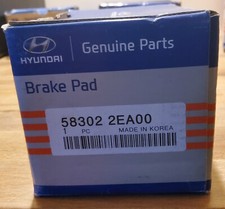 HYUNDAI
Genuine Parts
Brake Pad
58302 2EA00
1 PC MADE IN KOREA